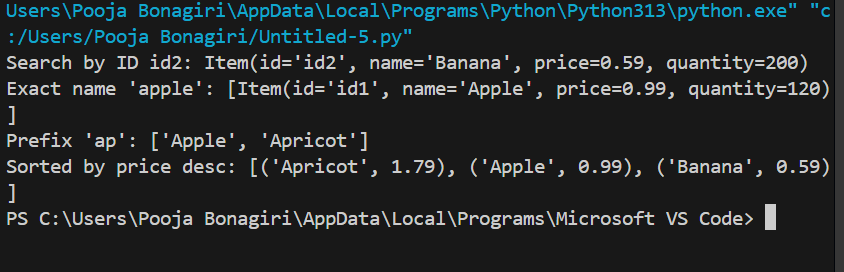 Users\Pooja Bonagiri\AppData\Local\Programs\Python\Python313\python.exe" "c
:/Users/Pooja Bonagiri/Untitled-5.py"
Search by ID id2: Item(id='id2', name='Banana', price=0.59, quantity=200)
Exact name 'apple': [Item(id='id1', name='Apple', price=0.99, quantity=120)
]
Prefix 'ap': ['Apple', 'Apricot']
Sorted by price desc: [('Apricot', 1.79), ('Apple', 0.99), ('Banana', 0.59)
]
PS C:\Users\Pooja Bonagiri\AppData\Local\Programs\Microsoft VS Code>